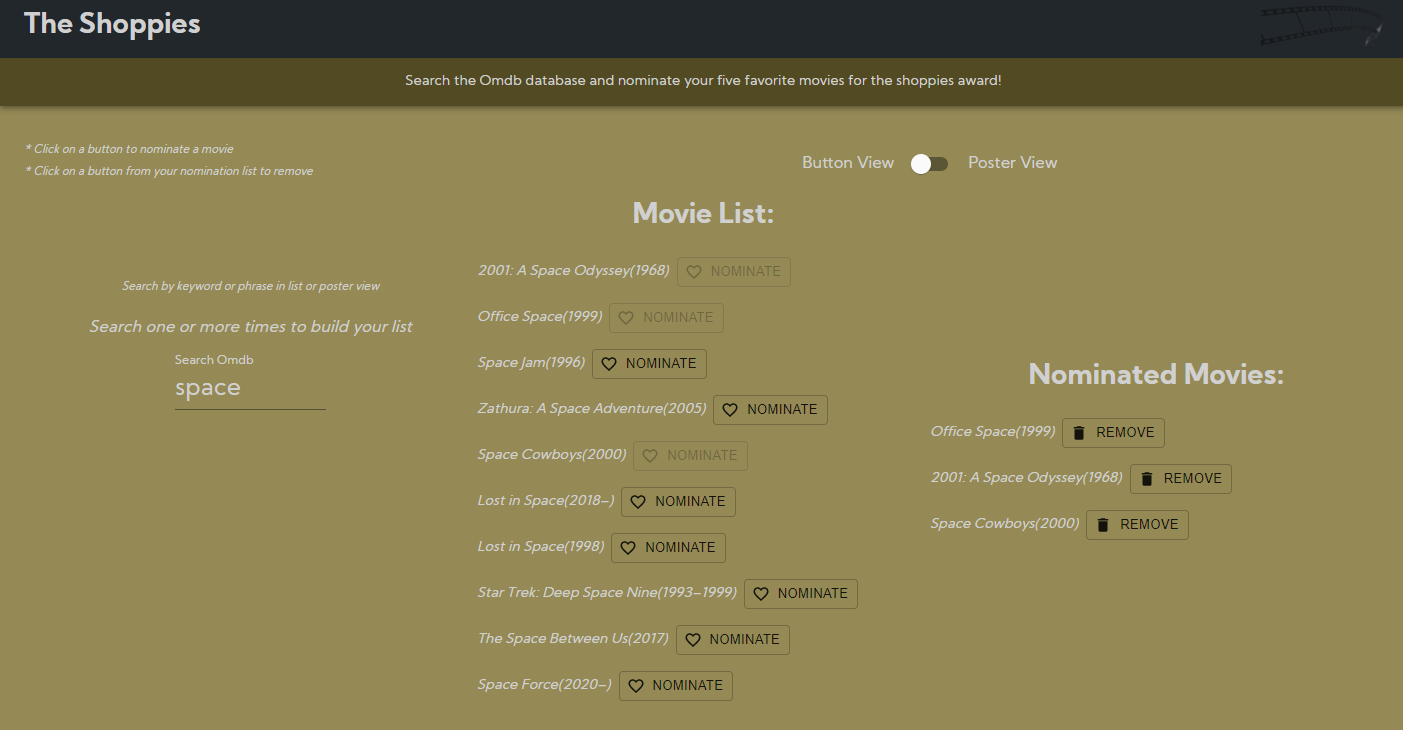 The Shoppies
Search the Omdb database and nominate your five favorite movies for the shoppies award!
* Click on a button to nominate a movie
* Click on a button from your nomination list to remove
Button View Poster View
Movie List:
Search by keyword or phrase in list or poster view
Search one or more times to build your list
Search Omdb
space
2001: A Space Odyssey(1968) NOMINATE
Office Space(1999) NOMINATE
Space Jam(1996) NOMINATE
Zathura: A Space Adventure(2005) NOMINATE
Space Cowboys(2000) NOMINATE
Lost in Space(2018–) NOMINATE
Lost in Space(1998) NOMINATE
Star Trek: Deep Space Nine(1993–1999) NOMINATE
The Space Between Us(2017) NOMINATE
Space Force(2020–) NOMINATE
Nominated Movies:
Office Space(1999) REMOVE
2001: A Space Odyssey(1968) REMOVE
Space Cowboys(2000) REMOVE